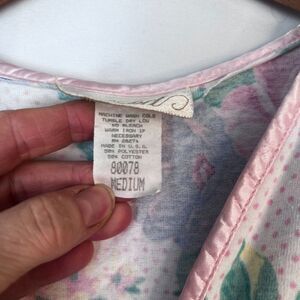 MACHINE WASH COLD
TUMBLE DRY LOW
NO BLEACH
WARM IRON IF
NECESSARY
RN 38274
MADE IN U.S.A.
50% POLYESTER
50% COTTON
80078
MEDIUM